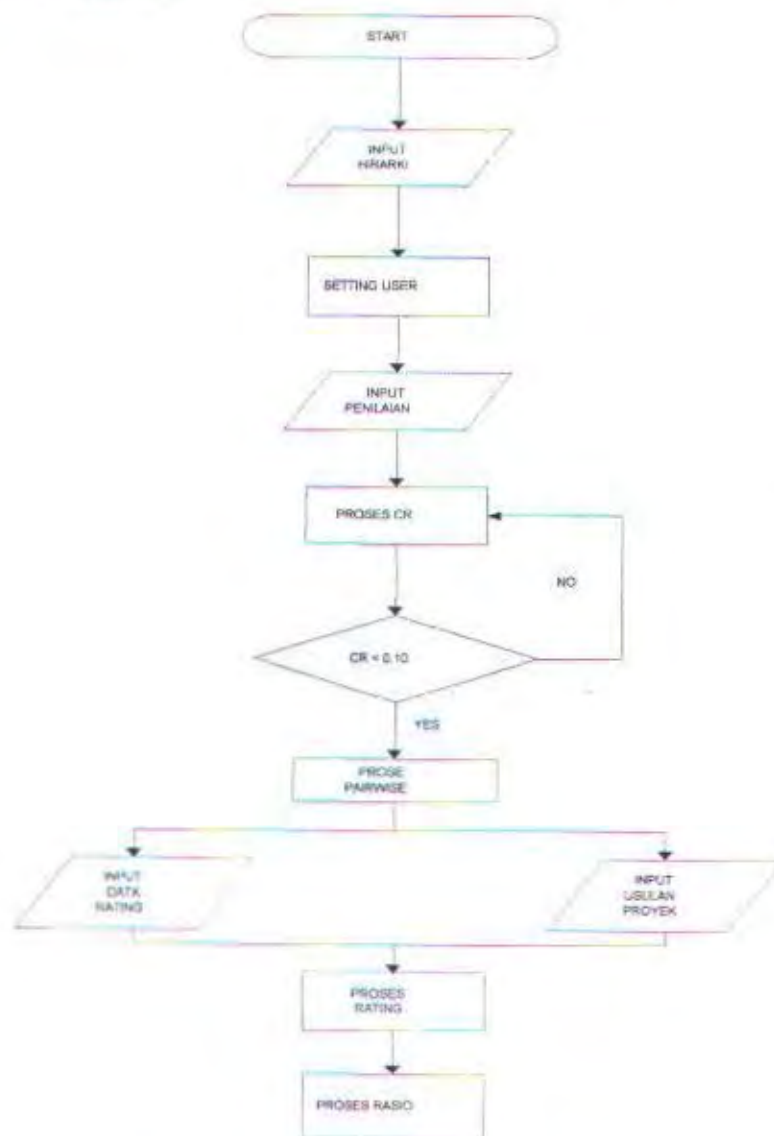 START
INPUT
HIRARKI
SETTING USER
INPUT
PENILAIAN
PROSES CR
NO
CR < 0.10
YES
PROSE
PAIRWISE
INPUT
DATA
RATING
INPUT
USULAN
PROYEK
PROSES
RATING
PROSES RASIO